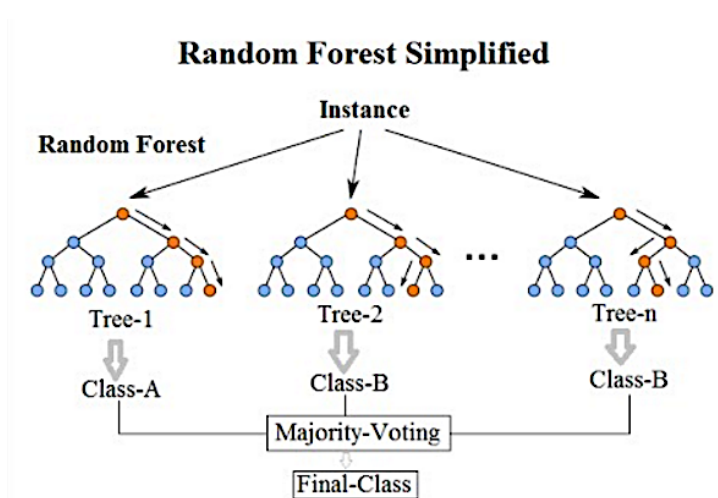 Random Forest Simplified
Instance
Random Forest
...
Tree-1 Tree-2 Tree-n
Class-A Class-B Class-B
Majority-Voting
Final-Class